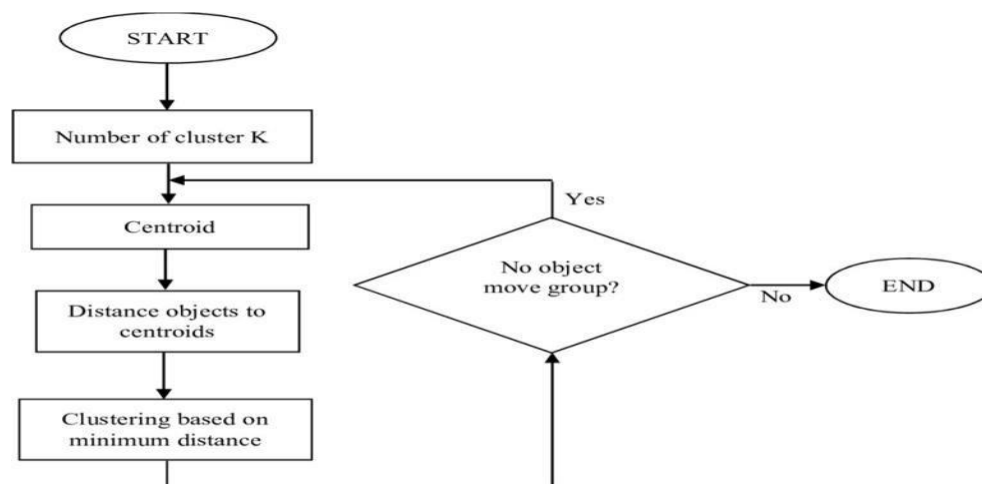 START
Number of cluster K
Centroid
Distance objects to
centroids
Clustering based on
minimum distance
No object
move group?
Yes
No
END